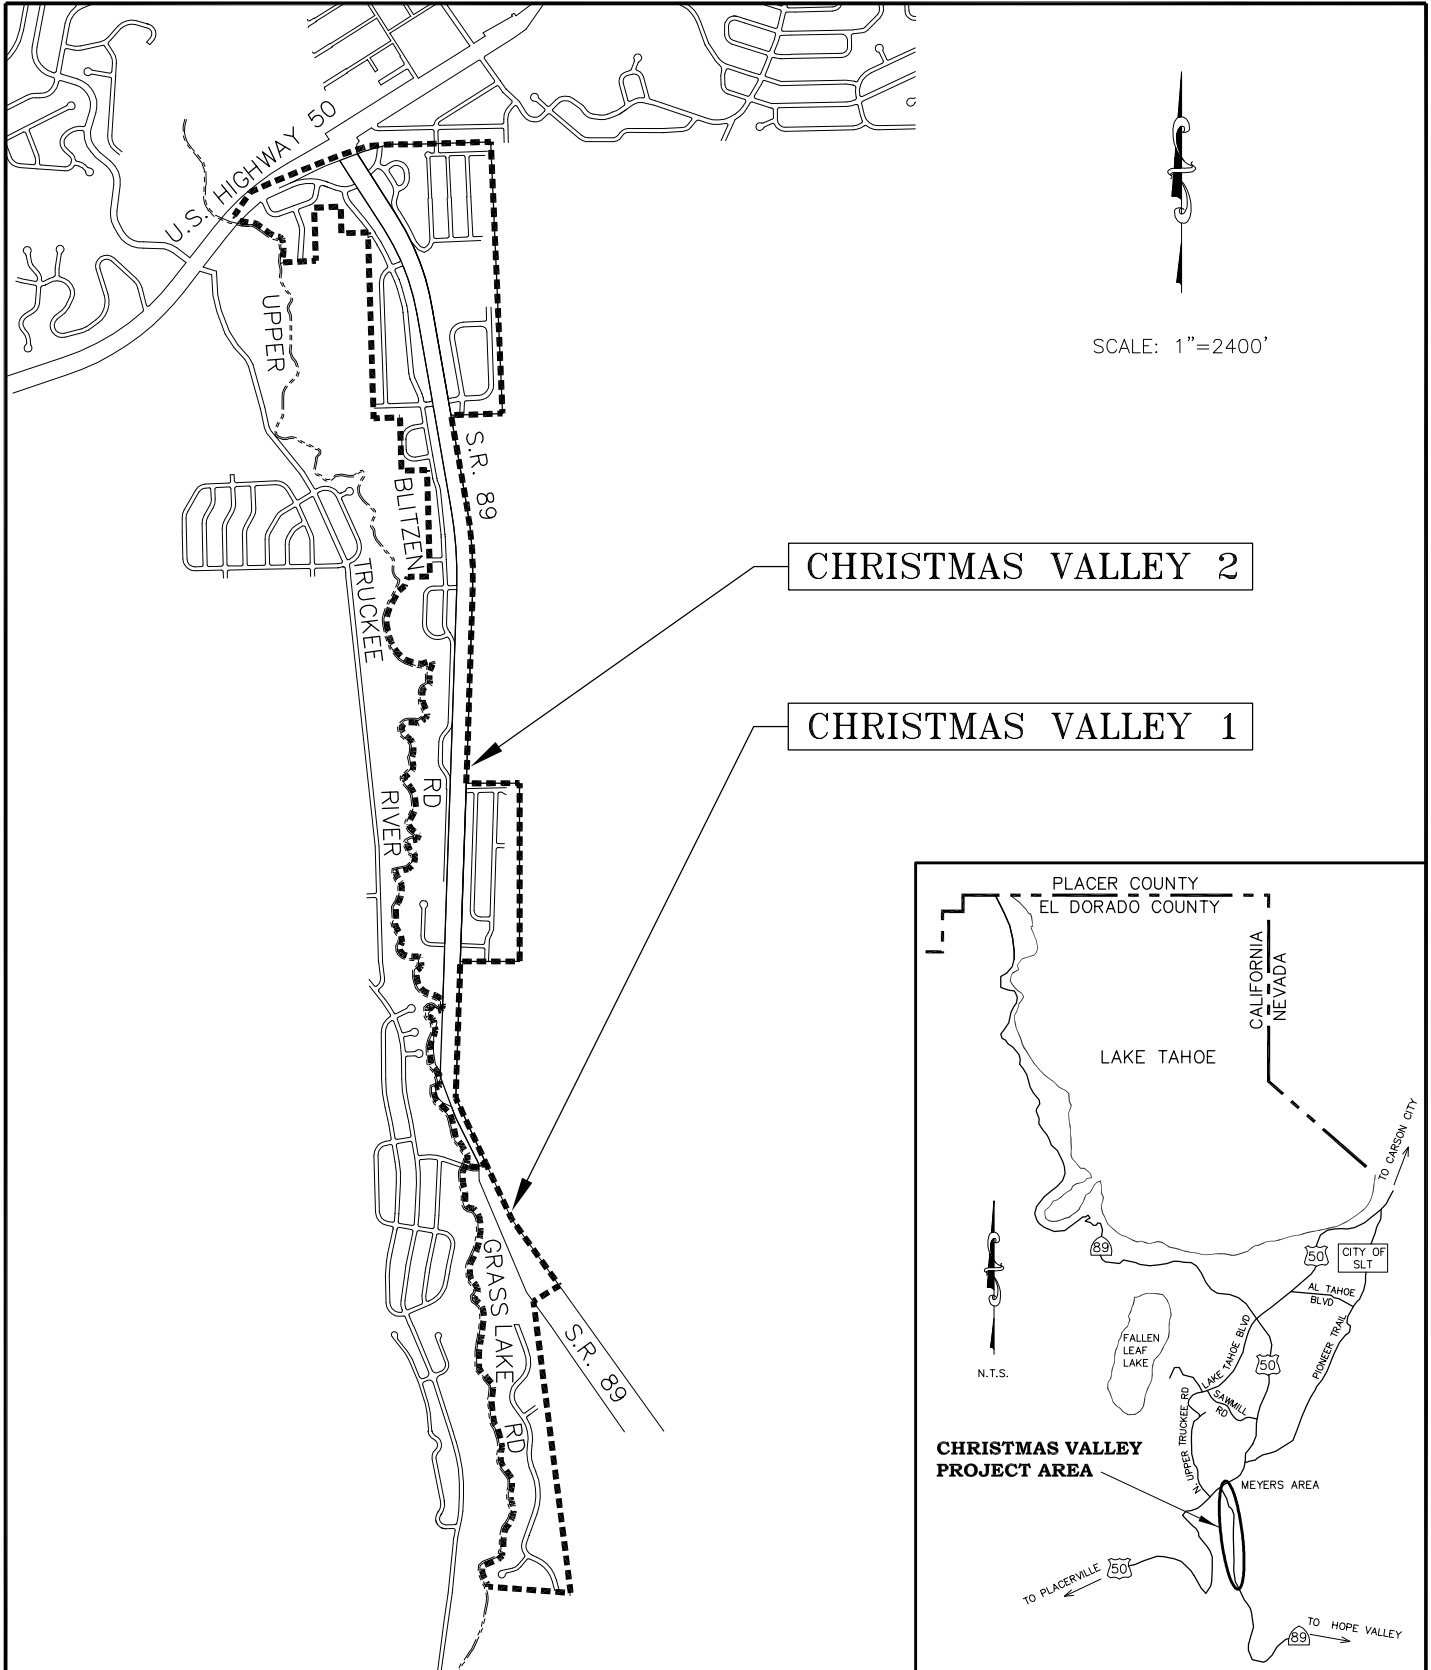 U.S. HIGHWAY 50
UPPER
TRUCKEE
RIVER
BLITZEN
RD
S.R. 89
SCALE: 1"=2400'
CHRISTMAS VALLEY 2
CHRISTMAS VALLEY 1
GRASS LAKE
RD
S.R. 89
PLACER COUNTY
EL DORADO COUNTY
CALIFORNIA
NEVADA
LAKE TAHOE
TO CARSON CITY
89
50
CITY OF
SLT
AL TAHOE
BLVD
FALLEN
LEAF
LAKE
N.T.S.
LAKE TAHOE BLVD
50
PIONEER TRAIL
SAWMILL
RD
N. UPPER TRUCKEE RD
CHRISTMAS VALLEY
PROJECT AREA
MEYERS AREA
TO PLACERVILLE
50
89
TO HOPE VALLEY